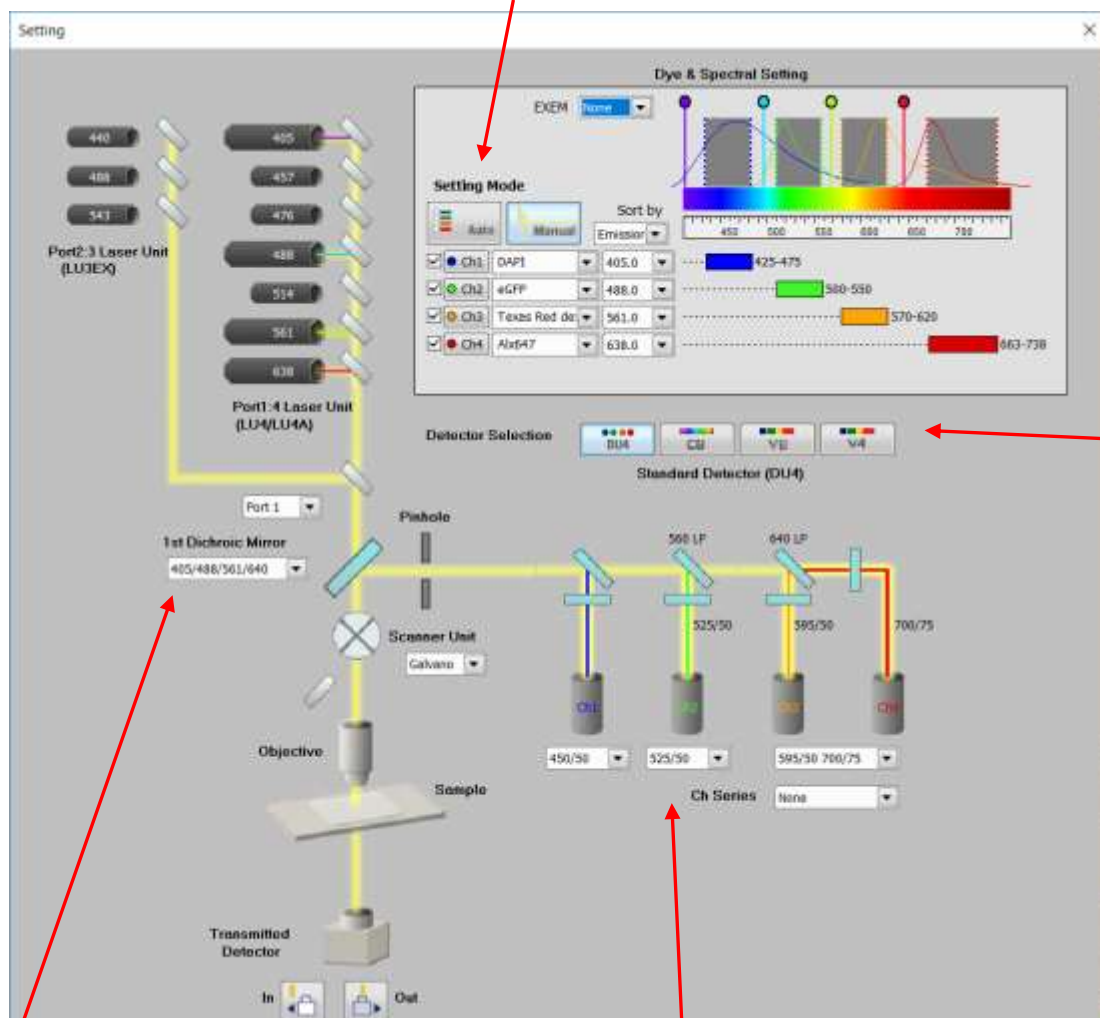 Setting
Dye & Spectral Setting
EXEM None
Setting Mode
Auto Manual
Sort by
Emission
Ch1 DAPI 405.0 425-475
Ch2 eGFP 488.0 500-550
Ch3 Texas Red de: 561.0 570-620
Ch4 Alx647 638.0 663-738
450 500 550 600 650 700
440
488
543
Port2:3 Laser Unit
(LU3EX)
405
457
476
488
514
561
638
Port1:4 Laser Unit
(LU4/LU4A)
Detector Selection DU4 VB V4
Standard Detector (DU4)
Port 1
1st Dichroic Mirror
405/488/561/640
Pinhole
560 LP 640 LP
525/50 595/50 700/75
Scanner Unit
Galvano
Ch1 Ch2 Ch3 Ch4
450/50 525/50 595/50 700/75
Ch Series None
Objective
Sample
Transmitted
Detector
In Out